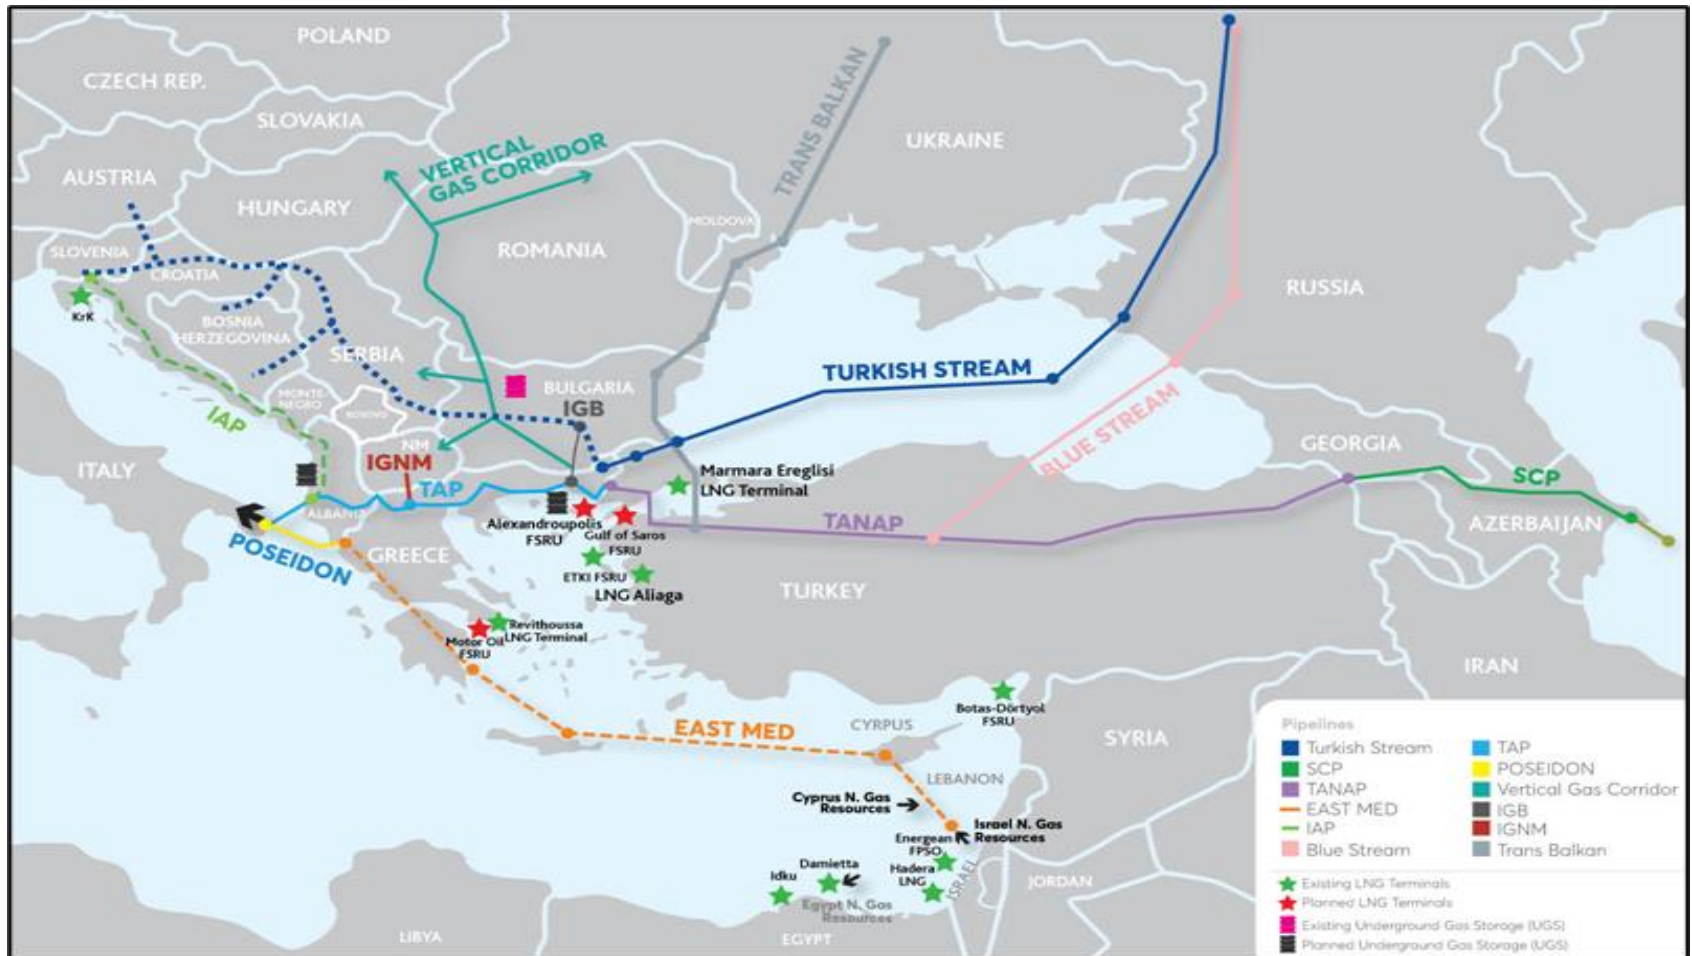 POLAND
CZECH REP.
SLOVAKIA
AUSTRIA
HUNGARY
VERTICAL
GAS CORRIDOR
TRANS BALKAN
UKRAINE
MOLDOVA
ROMANIA
SLOVENIA
CROATIA
KrK
BOSNIA
HERZEGOVINA
SERBIA
RUSSIA
TURKISH STREAM
BLUE STREAM
BULGARIA
IGB
MONTE-
NEGRO
KOSOVO
IAP
NM
IGNM
ITALY
TAP
ALBANI
POSEIDON
GREECE
Marmara Ereglisi
LNG Terminal
GEORGIA
SCP
AZERBAIJAN
TANAP
Alexandroupolis
FSRU
Gulf of Saros
FSRU
ETKI FSRU
LNG Aliaga
TURKEY
Revithoussa
LNG Terminal
Motor Oil
FSRU
IRAN
Botas-Dörtyol
FSRU
CYRPUS
EAST MED
SYRIA
LEBANON
Cyprus N. Gas
Resources
Israel N. Gas
Resources
Energean
FPSO
Hadera
LNG
ISRAEL
Damietta
Idku
Egypt N. Gas
Resources
JORDAN
LIBYA
EGYPT
Pipelines
Turkish Stream
SCP
TANAP
EAST MED
IAP
Blue Stream
TAP
POSEIDON
Vertical Gas Corridor
IGB
IGNM
Trans Balkan
Existing LNG Terminals
Planned LNG Terminals
Existing Underground Gas Storage (UGS)
Planned Underground Gas Storage (UGS)